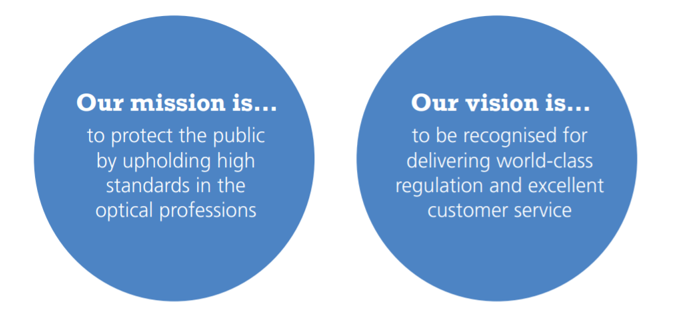 Our mission is...
to protect the public
by upholding high
standards in the
optical professions
Our vision is...
to be recognised for
delivering world-class
regulation and excellent
customer service